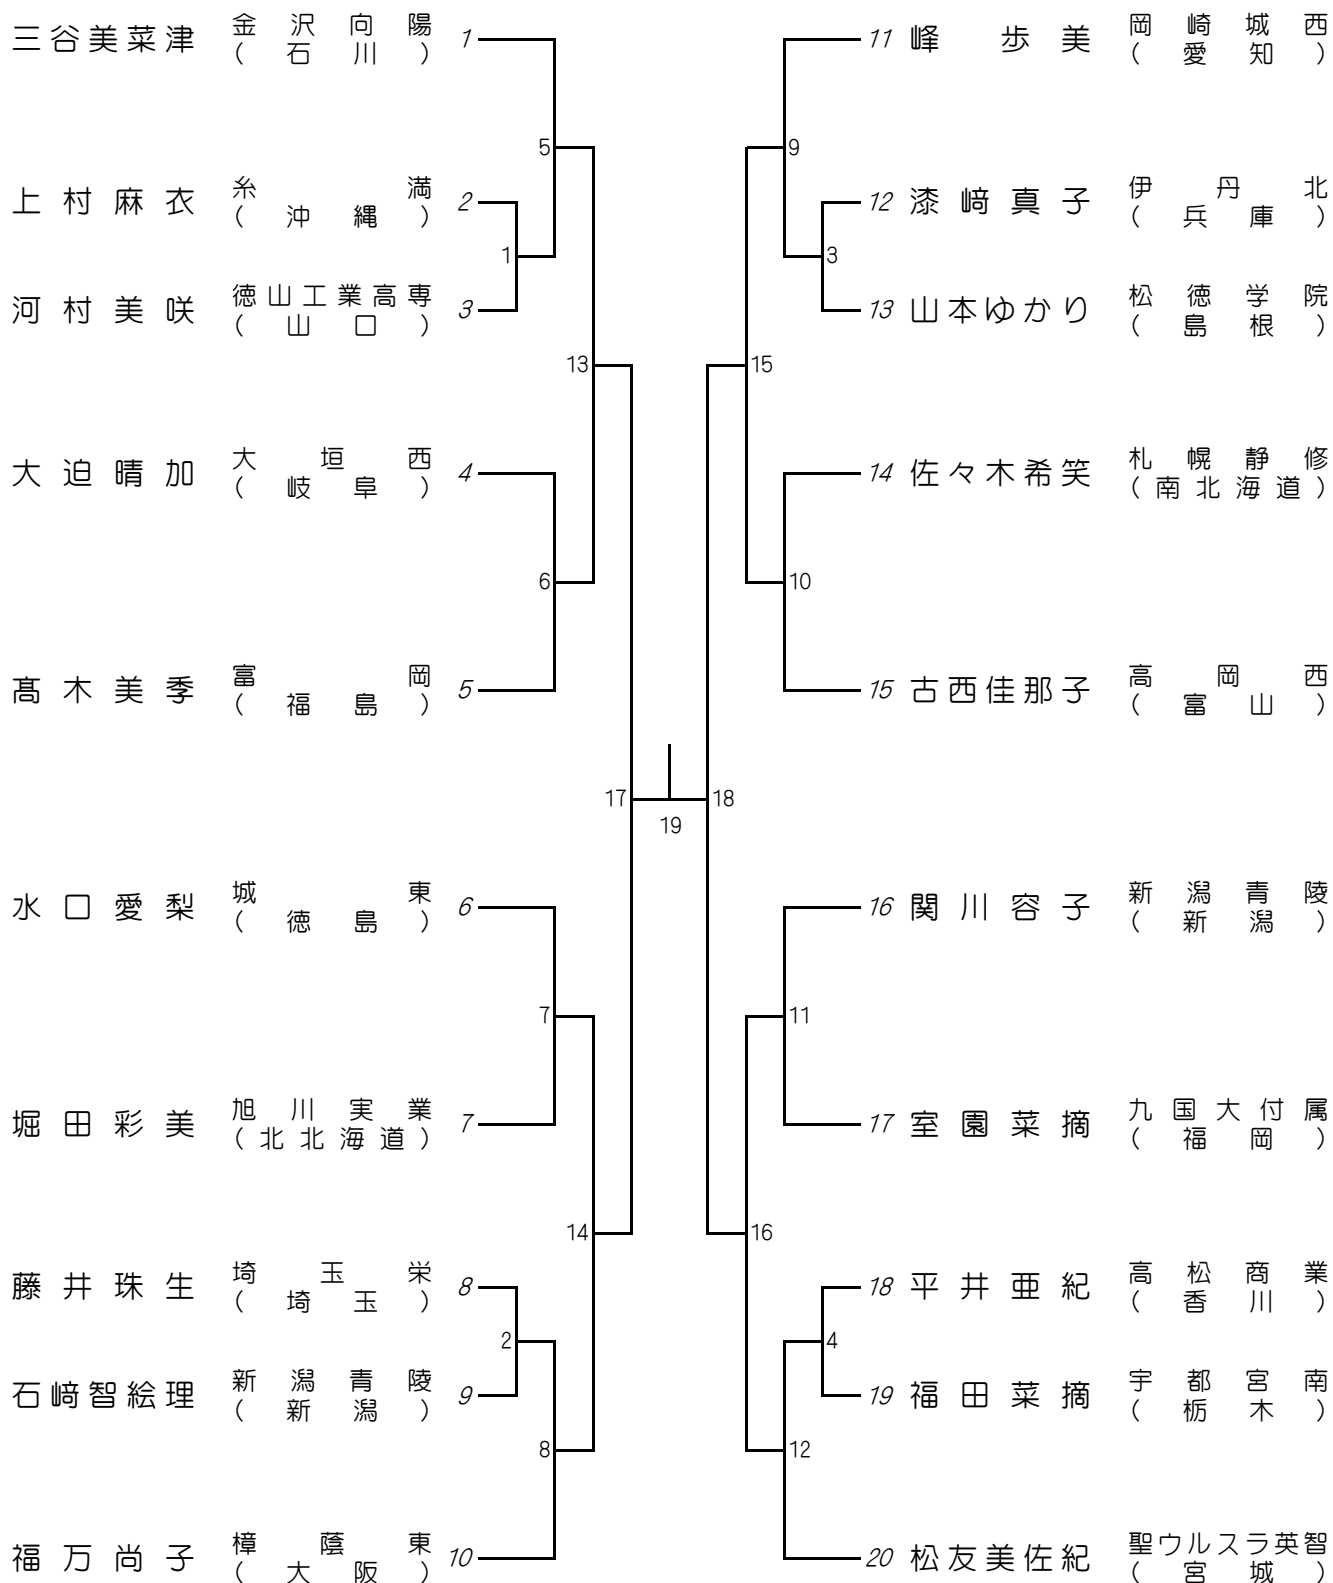 三谷美菜津 金沢向陽 1
(石川)
5
上村麻衣 糸満 2
(沖縄)
1
河村美咲 徳山工業高専 3
(山口)
13
大迫晴加 大垣西 4
(岐阜)
6
髙木美季 富岡 5
(福島)
17
水口愛梨 城東 6
(徳島)
7
堀田彩美 旭川実業 7
(北北海道)
14
藤井珠生 埼玉栄 8
(埼玉)
2
石﨑智絵理 新潟青陵 9
(新潟)
8
福万尚子 樟蔭東 10
(大阪)
19
11 峰歩美 岡崎城西
(愛知)
9
12 漆﨑真子 伊丹北
(兵庫)
3
13 山本ゆかり 松徳学院
(島根)
15
14 佐々木希笑 札幌静修
(南北海道)
10
15 古西佳那子 高岡西
(富山)
18
16 関川容子 新潟青陵
(新潟)
11
17 室園菜摘 九国大付属
(福岡)
16
18 平井亜紀 高松商業
(香川)
4
19 福田菜摘 宇都宮南
(栃木)
12
20 松友美佐紀 聖ウルスラ英智
(宮城)